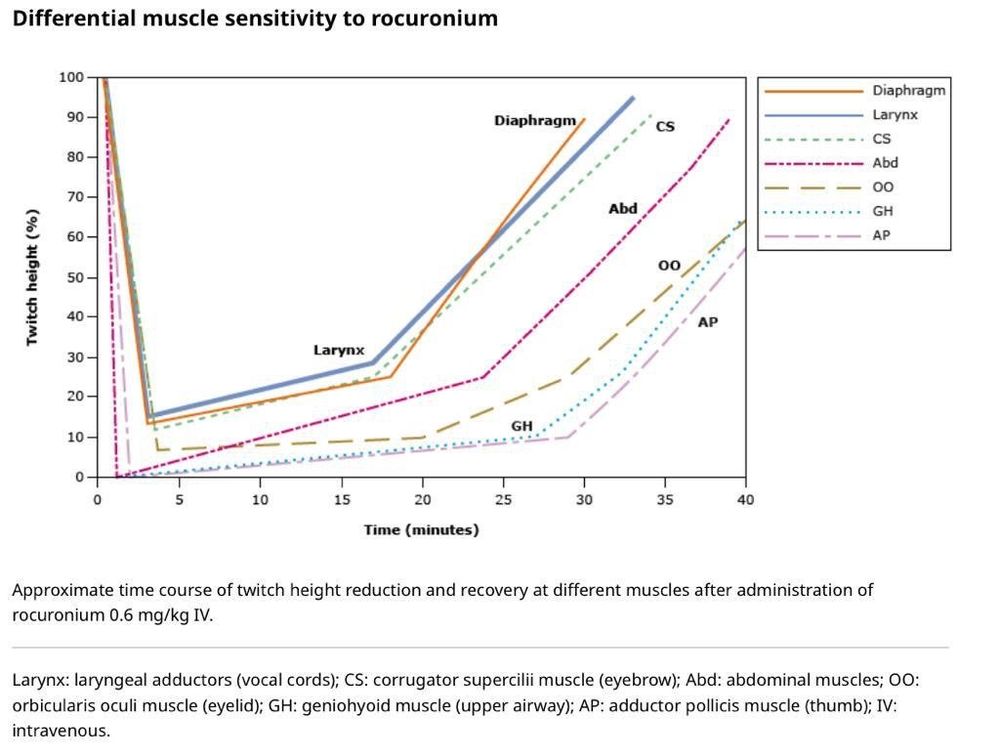 Differential muscle sensitivity to rocuronium
100
90
80
70
60
50
40
30
20
10
0
Twitch height (%)
0 5 10 15 20 25 30 35 40
Time (minutes)
Diaphragm
CS
Abd
Larynx
OO
AP
GH
Diaphragm
Larynx
CS
Abd
OO
GH
AP
Approximate time course of twitch height reduction and recovery at different muscles after administration of
rocuronium 0.6 mg/kg IV.
Larynx: laryngeal adductors (vocal cords); CS: corrugator supercilii muscle (eyebrow); Abd: abdominal muscles; OO:
orbicularis oculi muscle (eyelid); GH: geniohyoid muscle (upper airway); AP: adductor pollicis muscle (thumb); IV:
intravenous.